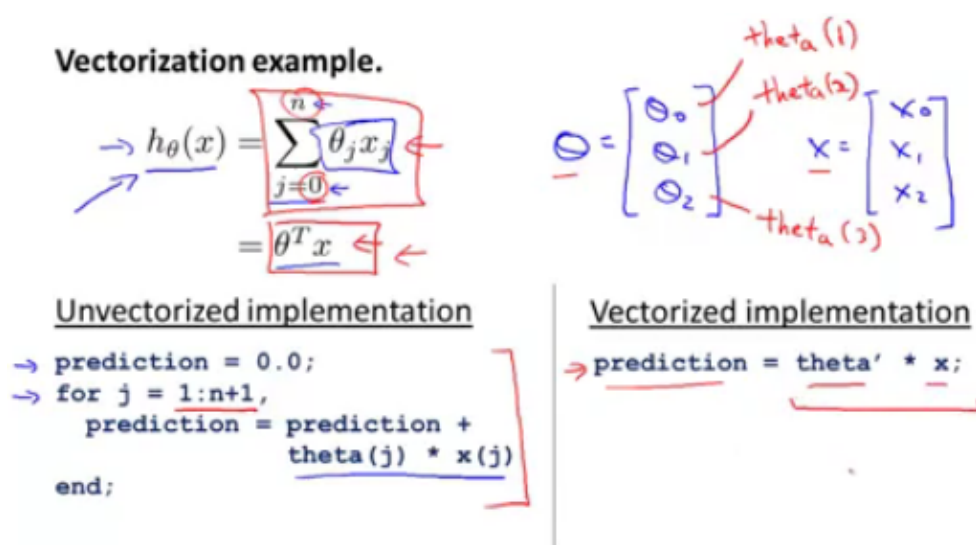 Vectorization example.
n ←
→ h_θ(x) = ∑ θ_j x_j ←
j=0 ←
= θ^T x ← ←
theta(1)
theta(2)
theta(3)
θ = [θ₀ θ₁ θ₂]
x = [x₀ x₁ x₂]
Unvectorized implementation
→ prediction = 0.0;
→ for j = 1:n+1,
prediction = prediction +
theta(j) * x(j)
end;
Vectorized implementation
→ prediction = theta' * x;